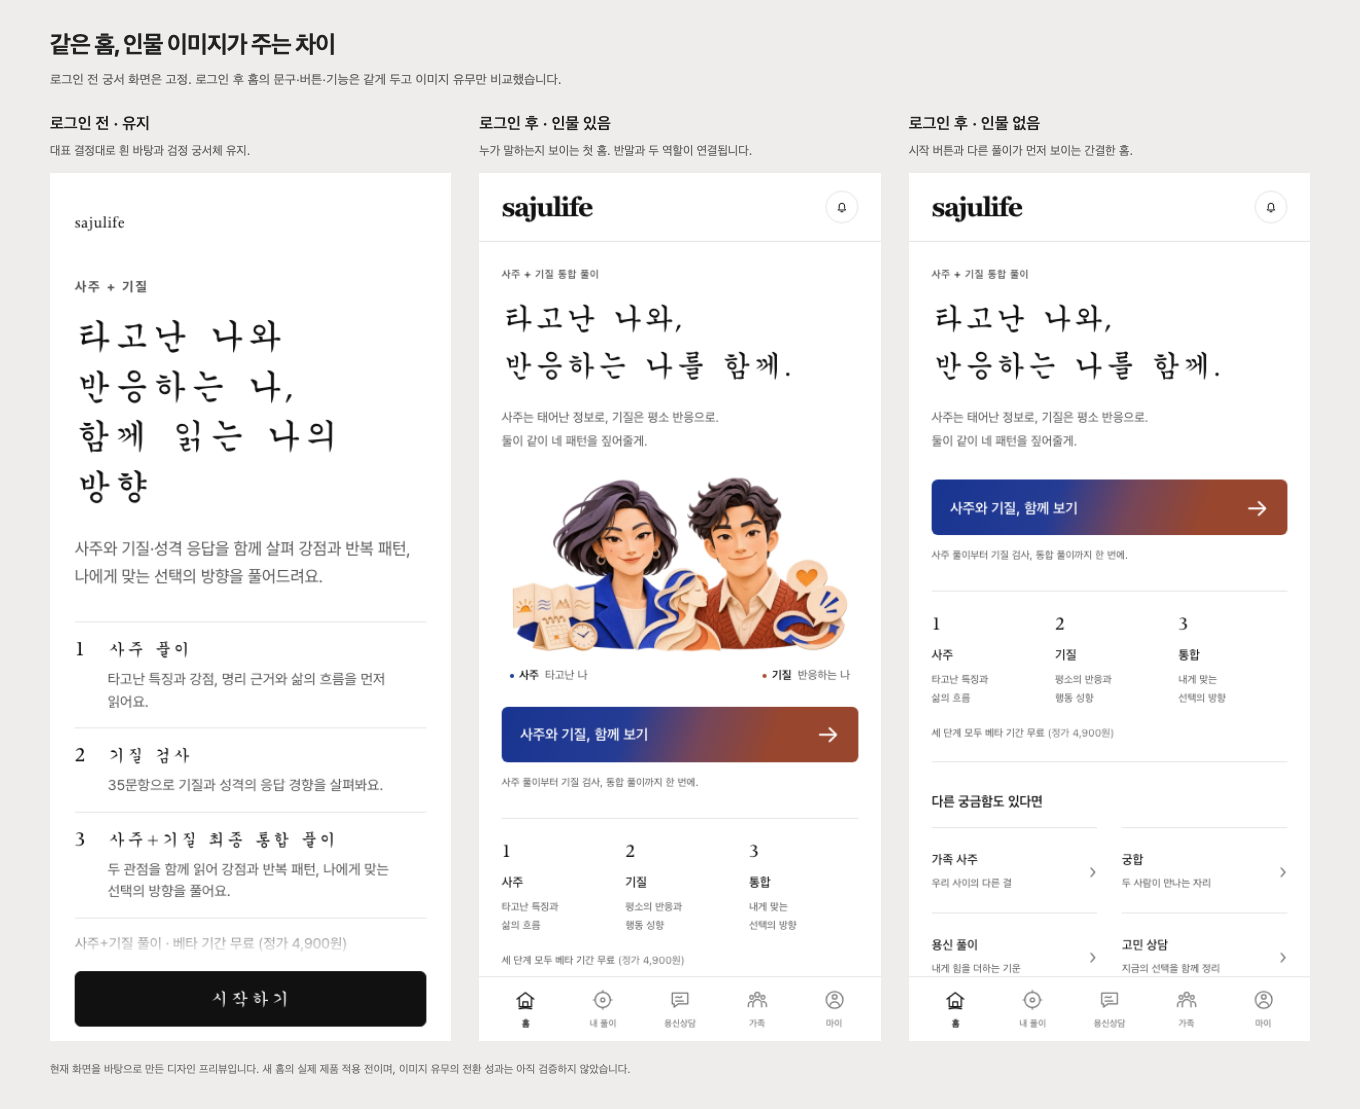 같은 홈, 인물 이미지가 주는 차이
로그인 전 궁서 화면은 고정. 로그인 후 홈의 문구·버튼·기능은 같게 두고 이미지 유무만 비교했습니다.
로그인 전 · 유지
대표 결정대로 흰 바탕과 검정 궁서체 유지.
sajulife
사주 + 기질
타고난 나와
반응하는 나,
함께 읽는 나의
방향
사주와 기질·성격 응답을 함께 살펴 강점과 반복 패턴,
나에게 맞는 선택의 방향을 풀어드려요.
1 사주 풀이
타고난 특징과 강점, 명리 근거와 삶의 흐름을 먼저
읽어요.
2 기질 검사
35문항으로 기질과 성격의 응답 경향을 살펴봐요.
3 사주+기질 최종 통합 풀이
두 관점을 함께 읽어 강점과 반복 패턴, 나에게 맞는
선택의 방향을 풀어요.
사주+기질 풀이 · 베타 기간 무료 (정가 4,900원)
시작하기
로그인 후 · 인물 있음
누가 말하는지 보이는 첫 홈. 반말과 두 역할이 연결됩니다.
sajulife
사주 + 기질 통합 풀이
타고난 나와,
반응하는 나를 함께.
사주는 태어난 정보로, 기질은 평소 반응으로.
둘이 같이 네 패턴을 짚어줄게.
사주 타고난 나
기질 반응하는 나
사주와 기질, 함께 보기
사주 풀이부터 기질 검사, 통합 풀이까지 한 번에.
1 2 3
사주 기질 통합
타고난 특징과 평소의 반응과 내게 맞는
삶의 흐름 행동 성향 선택의 방향
세 단계 모두 베타 기간 무료 (정가 4,900원)
홈 내 풀이 용신상담 가족 마이
로그인 후 · 인물 없음
시작 버튼과 다른 풀이가 먼저 보이는 간결한 홈.
sajulife
사주 + 기질 통합 풀이
타고난 나와,
반응하는 나를 함께.
사주는 태어난 정보로, 기질은 평소 반응으로.
둘이 같이 네 패턴을 짚어줄게.
사주와 기질, 함께 보기
사주 풀이부터 기질 검사, 통합 풀이까지 한 번에.
1 2 3
사주 기질 통합
타고난 특징과 평소의 반응과 내게 맞는
삶의 흐름 행동 성향 선택의 방향
세 단계 모두 베타 기간 무료 (정가 4,900원)
다른 궁금함도 있다면
가족 사주 궁합
우리 사이의 다른 결 두 사람이 만나는 자리
용신 풀이 고민 상담
내게 힘을 더하는 기운 지금의 선택을 함께 정리
홈 내 풀이 용신상담 가족 마이
현재 화면을 바탕으로 만든 디자인 프리뷰입니다. 새 홈의 실제 제품 적용 전이며, 이미지 유무의 전환 성과는 아직 검증하지 않았습니다.